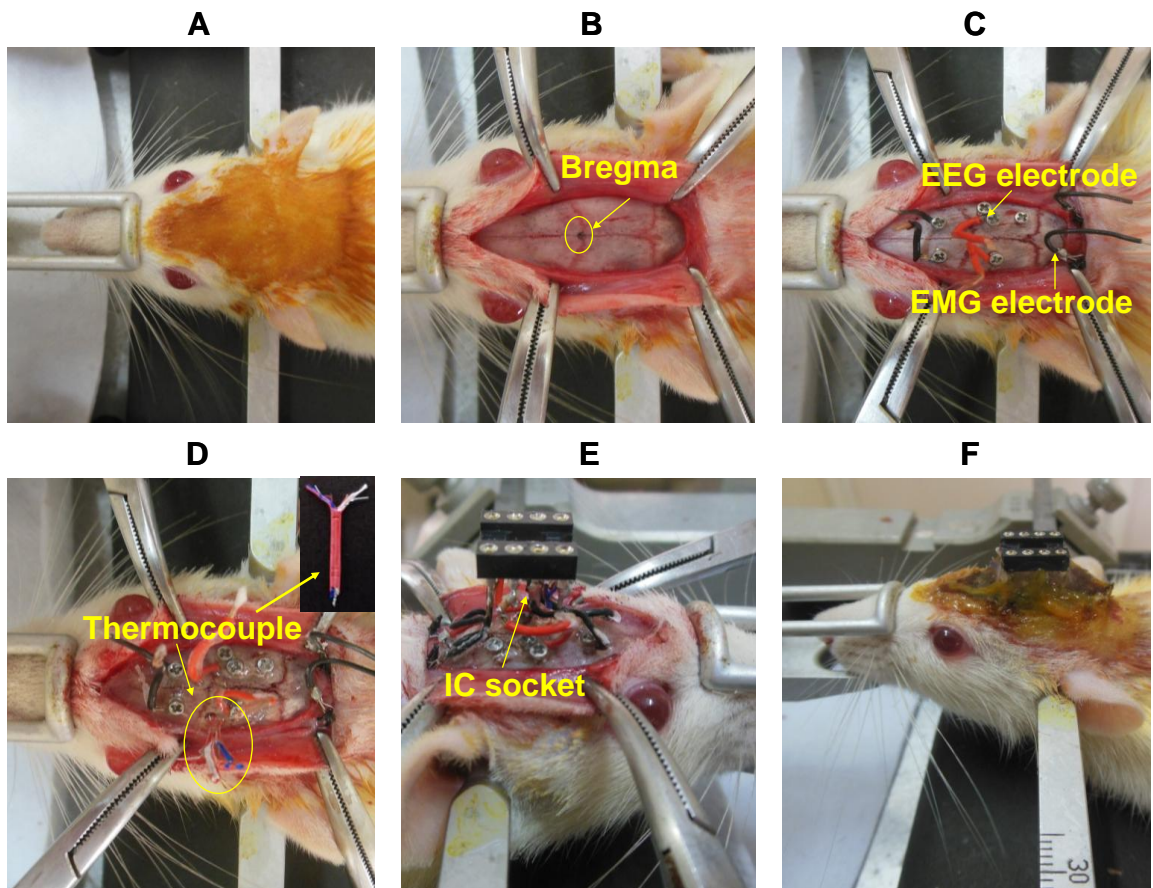 A
B
C
Bregma
EEG electrode
EMG electrode
D
E
F
Thermocouple
IC socket
30